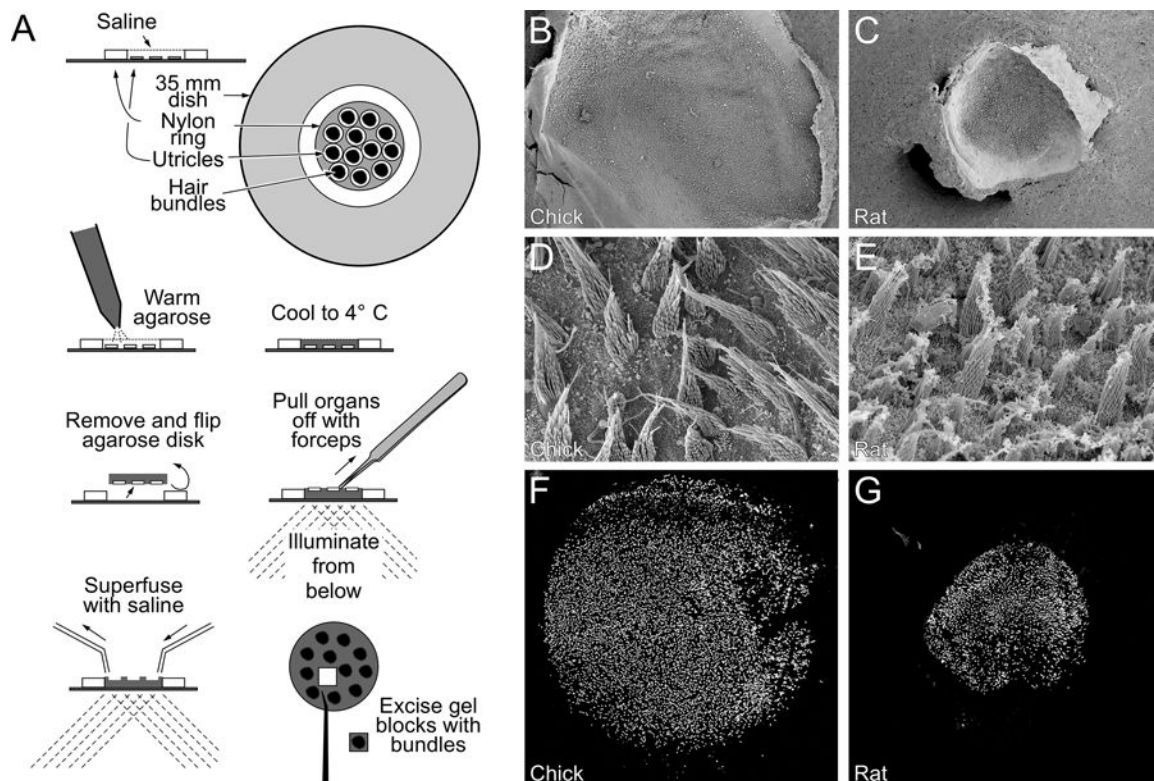 A
Saline
35 mm
dish
Nylon
ring
Utricles
Hair
bundles
Warm
agarose
Cool to 4° C
Remove and flip
agarose disk
Pull organs
off with
forceps
Illuminate
from
below
Superfuse
with saline
Excise gel
blocks with
bundles
B
Chick
C
Rat
D
Chick
E
Rat
F
Chick
G
Rat